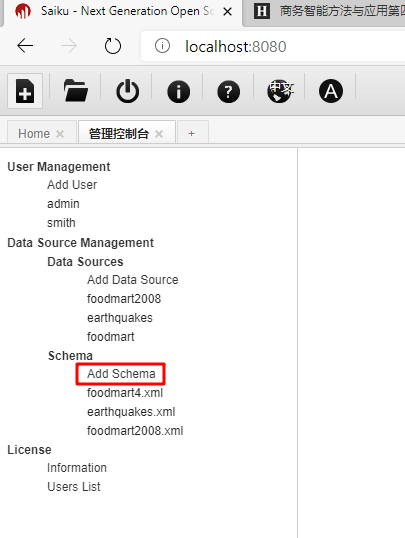 Saiku - Next Generation Open So
商务智能方法与应用第四
localhost:8080
中文
A
Home
管理控制台
+
User Management
Add User
admin
smith
Data Source Management
Data Sources
Add Data Source
foodmart2008
earthquakes
foodmart
Schema
Add Schema
foodmart4.xml
earthquakes.xml
foodmart2008.xml
License
Information
Users List